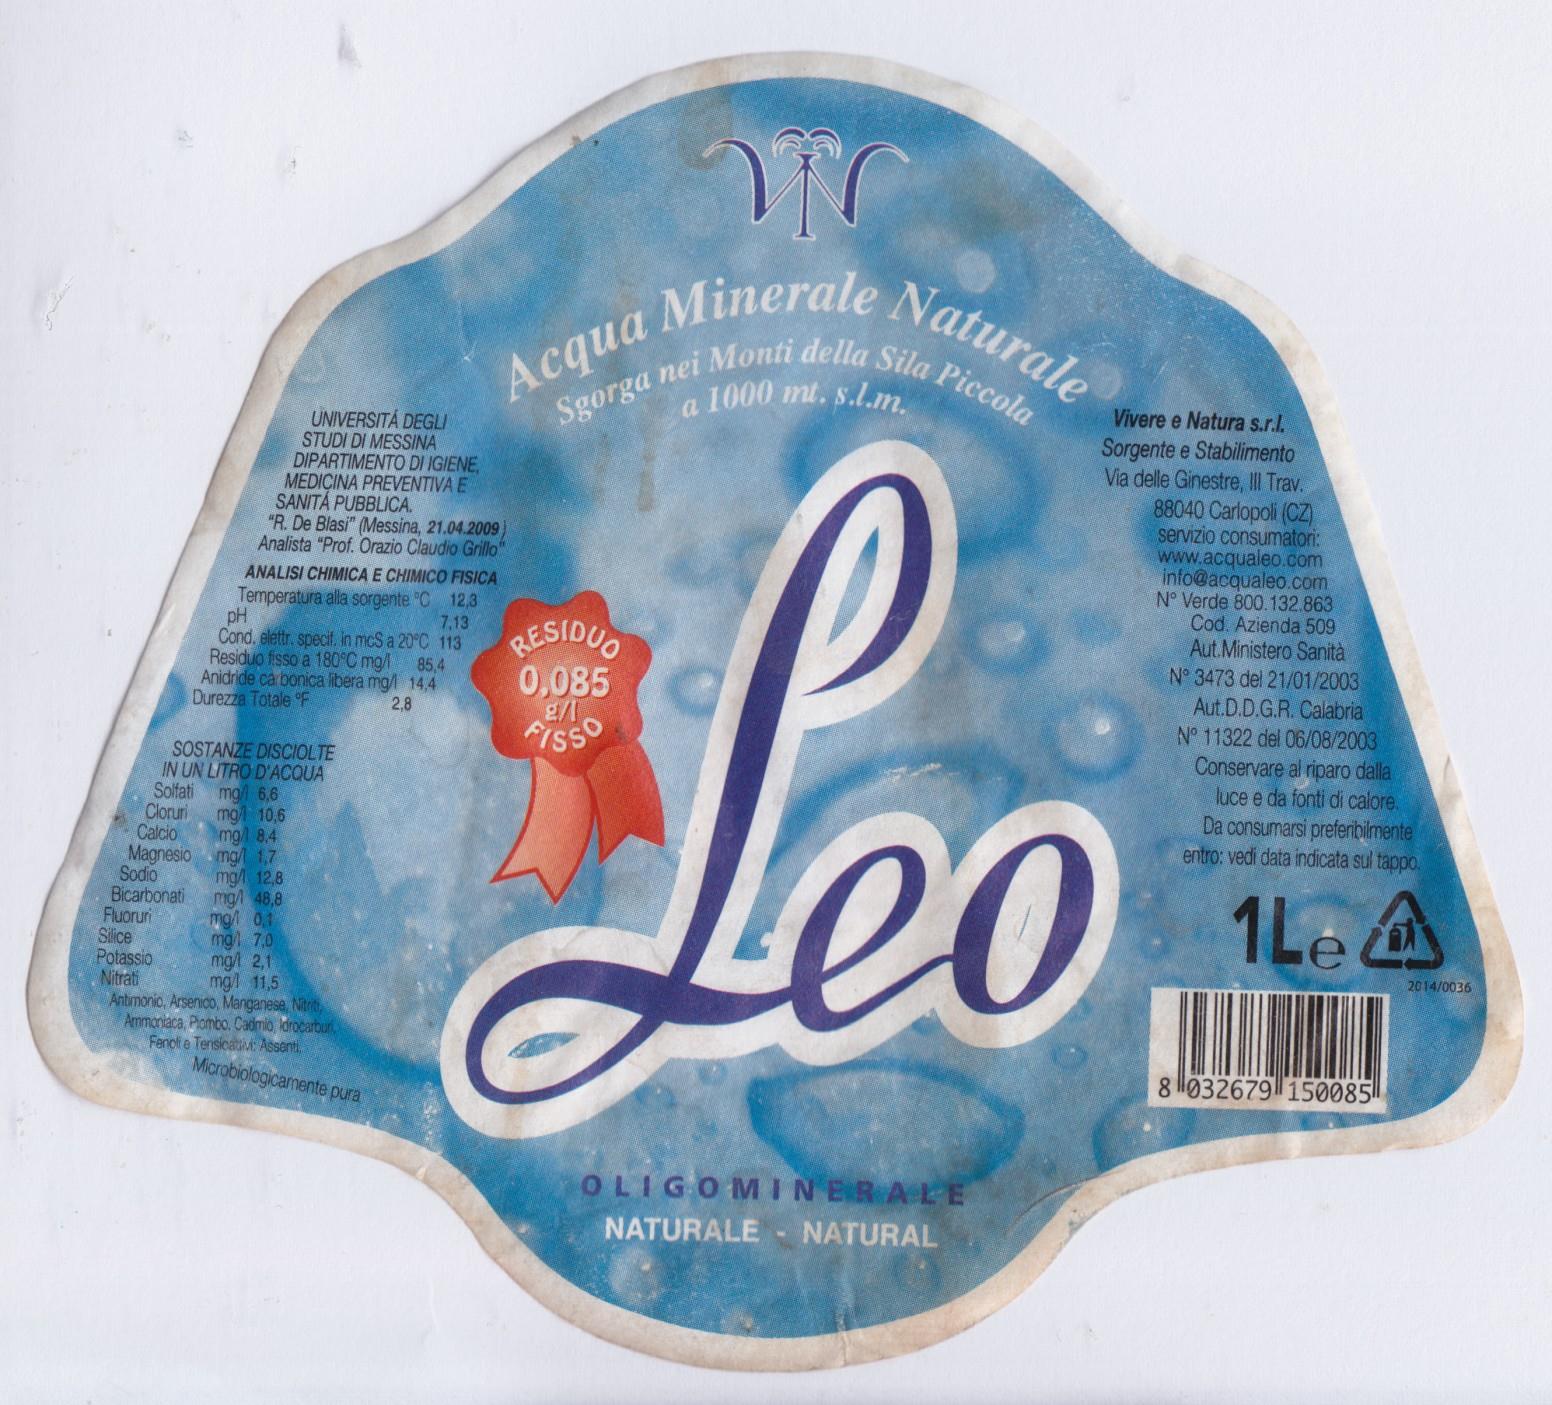 VN
Acqua Minerale Naturale
Sgorga nei Monti della Sila Piccola
a 1000 mt. s.l.m.
UNIVERSITÁ DEGLI
STUDI DI MESSINA
DIPARTIMENTO DI IGIENE,
MEDICINA PREVENTIVA E
SANITÁ PUBBLICA.
"R. De Blasi" (Messina, 21.04.2009)
Analista "Prof. Orazio Claudio Grillo"
ANALISI CHIMICA E CHIMICO FISICA
Temperatura alla sorgente °C 12,3
pH 7,13
Cond. elettr. specif. in mcS a 20°C 113
Residuo fisso a 180°C mg/l 85,4
Anidride carbonica libera mg/l 14,4
Durezza Totale °F 2,8
SOSTANZE DISCIOLTE
IN UN LITRO D'ACQUA
Solfati mg/l 6,6
Cloruri mg/l 10,6
Calcio mg/l 8,4
Magnesio mg/l 1,7
Sodio mg/l 12,8
Bicarbonati mg/l 48,8
Fluoruri mg/l 0,1
Silice mg/l 7,0
Potassio mg/l 2,1
Nitrati mg/l 11,5
Antimonio, Arsenico, Manganese, Nitriti,
Ammoniaca, Piombo, Cadmio, Idrocarburi,
Fenoli e Tensioattivi: Assenti.
Microbiologicamente pura
RESIDUO
0,085
g/l
FISSO
Leo
OLIGOMINERALE
NATURALE - NATURAL
Vivere e Natura s.r.l.
Sorgente e Stabilimento
Via delle Ginestre, III Trav.
88040 Carlopoli (CZ)
servizio consumatori:
www.acqualeo.com
info@acqualeo.com
N° Verde 800.132.863
Cod. Azienda 509
Aut.Ministero Sanità
N° 3473 del 21/01/2003
Aut.D.D.G.R. Calabria
N° 11322 del 06/08/2003
Conservare al riparo dalla
luce e da fonti di calore.
Da consumarsi preferibilmente
entro: vedi data indicata sul tappo.
1L e
2014/0036
8 032679 150085